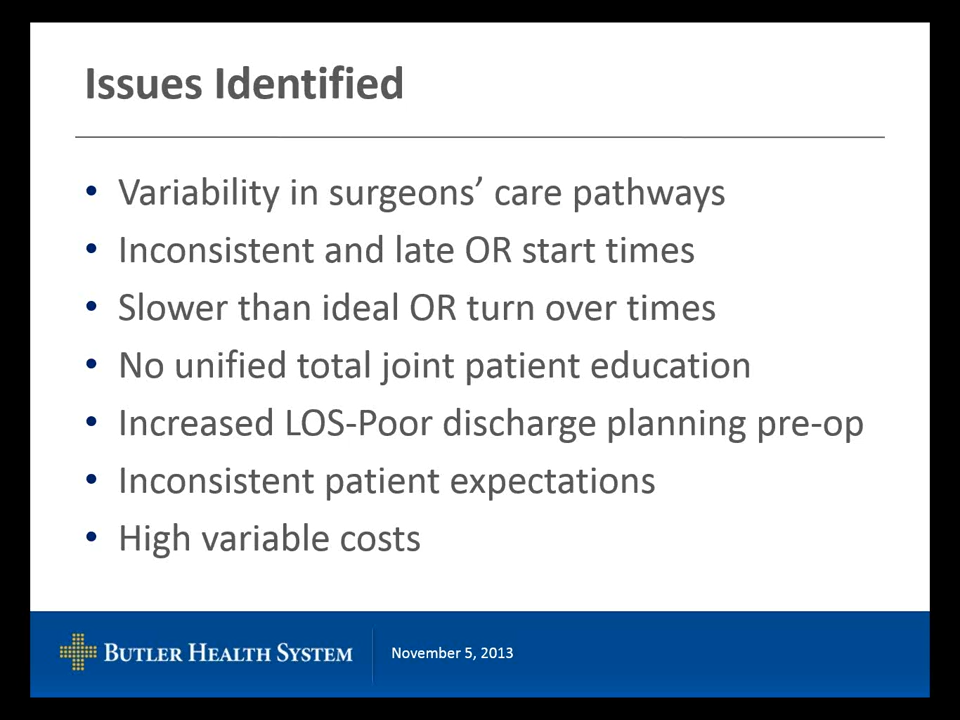 Issues Identified
• Variability in surgeons’ care pathways
• Inconsistent and late OR start times
• Slower than ideal OR turn over times
• No unified total joint patient education
• Increased LOS-Poor discharge planning pre-op
• Inconsistent patient expectations
• High variable costs
BUTLER HEALTH SYSTEM
November 5, 2013